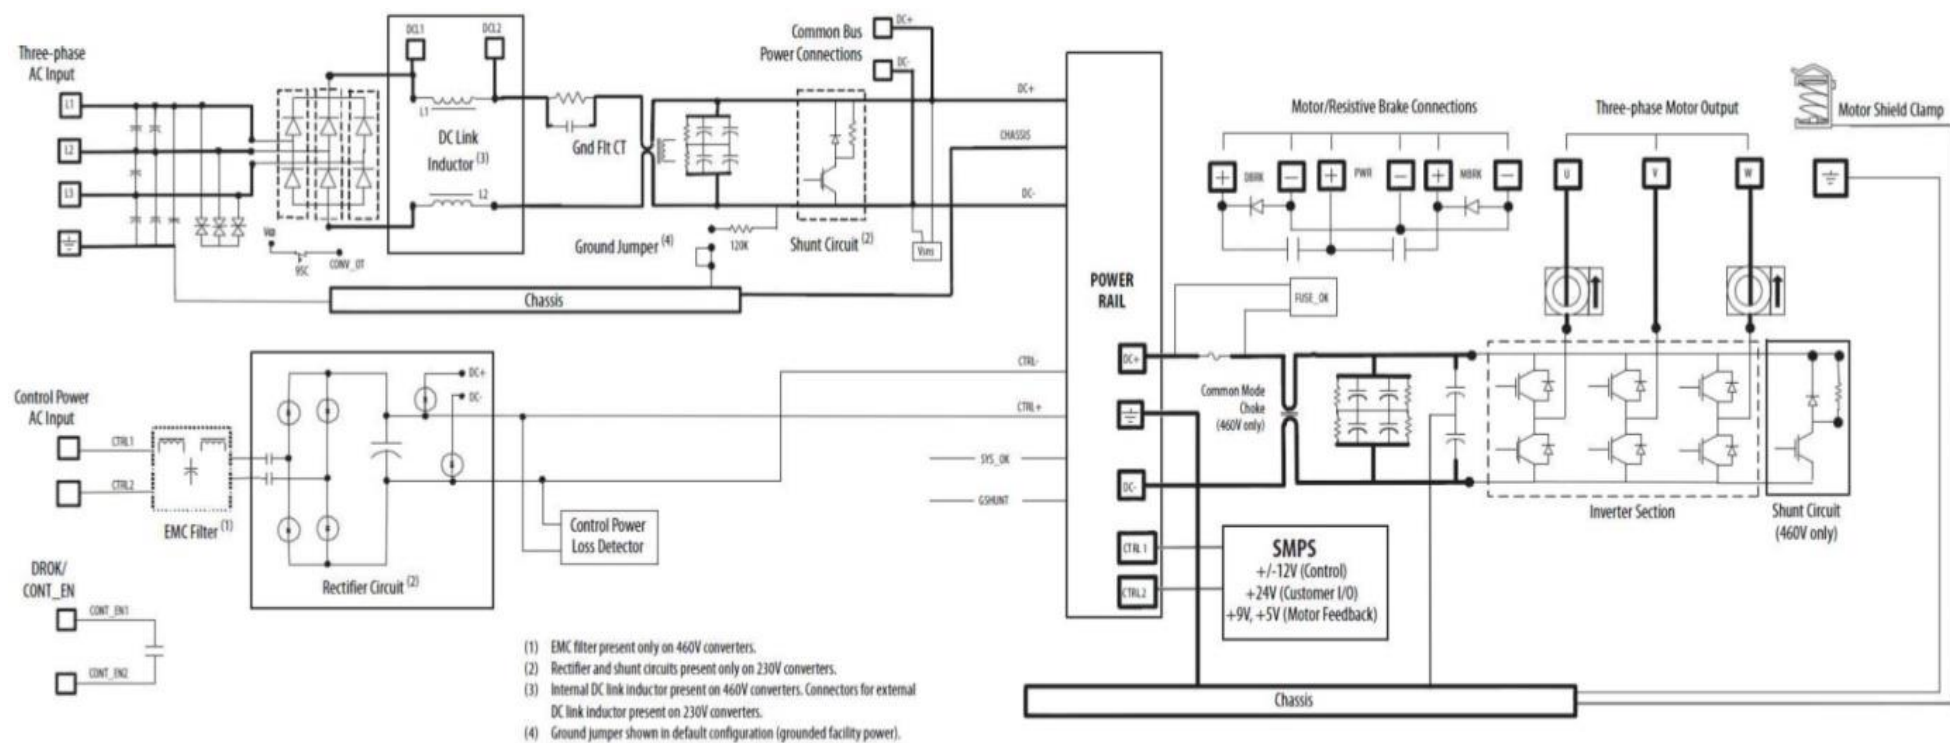 Three-phase
AC Input
L1
L2
L3
DCL1
DCL2
L1
DC Link
Inductor (3)
L2
Gnd Flt CT
Common Bus
Power Connections
DC+
DC-
DC+
CHASSIS
DC-
Ground Jumper (4)
120K
Shunt Circuit (2)
Vsns
95C
CONV_OT
Chassis
Control Power
AC Input
CTRL1
CTRL2
EMC Filter (1)
DC+
DC-
Rectifier Circuit (2)
Control Power
Loss Detector
CTRL-
CTRL+
SYS_OK
GSHUNT
DROK/
CONT_EN
CONT_EN1
CONT_EN2
(1) EMC filter present only on 460V converters.
(2) Rectifier and shunt circuits present only on 230V converters.
(3) Internal DC link inductor present on 460V converters. Connectors for external
DC link inductor present on 230V converters.
(4) Ground jumper shown in default configuration (grounded facility power).
POWER
RAIL
DC+
DC-
CTRL 1
CTRL 2
Motor/Resistive Brake Connections
+ DBRK - + PWR - + MBRK -
Three-phase Motor Output
U
V
W
Motor Shield Clamp
FUSE_OK
Common Mode
Choke
(460V only)
Inverter Section
Shunt Circuit
(460V only)
SMPS
+/-12V (Control)
+24V (Customer I/O)
+9V, +5V (Motor Feedback)
Chassis